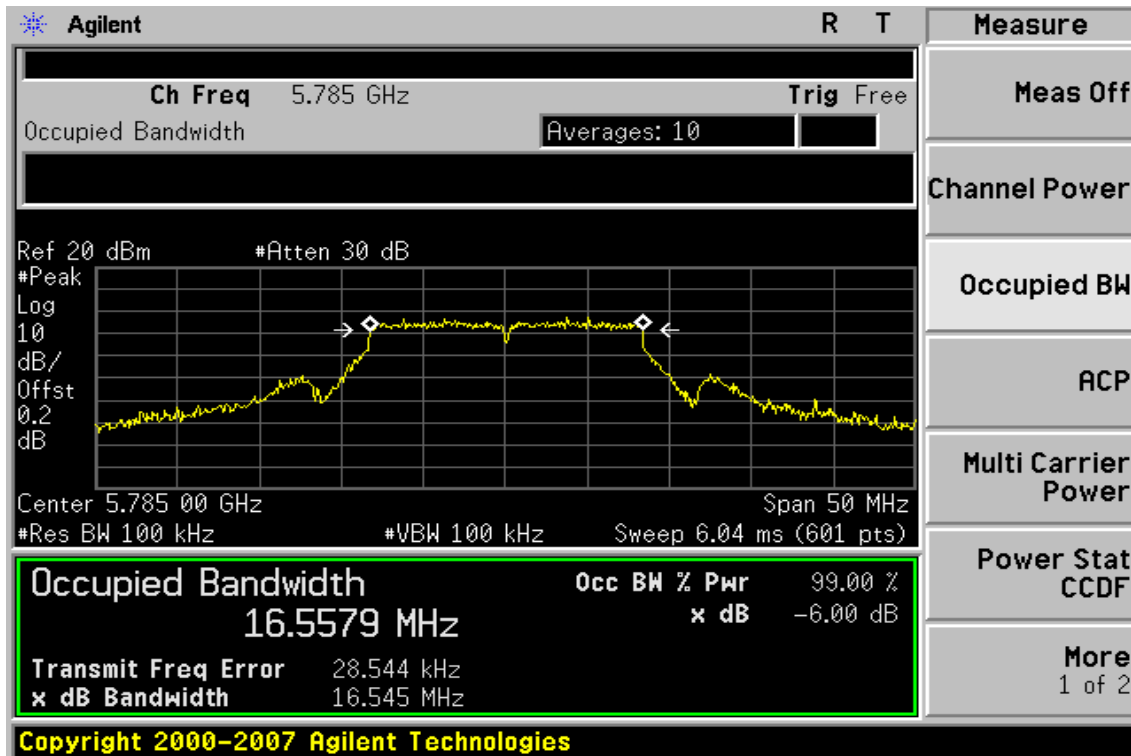 Agilent R T
Ch Freq 5.785 GHz Trig Free
Occupied Bandwidth Averages: 10
Ref 20 dBm #Atten 30 dB
#Peak
Log
10
dB/
Offst
0.2
dB
Center 5.785 00 GHz Span 50 MHz
#Res BW 100 kHz #VBW 100 kHz Sweep 6.04 ms (601 pts)
Occupied Bandwidth Occ BW % Pwr 99.00 %
16.5579 MHz x dB -6.00 dB
Transmit Freq Error 28.544 kHz
x dB Bandwidth 16.545 MHz
Copyright 2000-2007 Agilent Technologies
Measure
Meas Off
Channel Power
Occupied BW
ACP
Multi Carrier
Power
Power Stat
CCDF
More
1 of 2